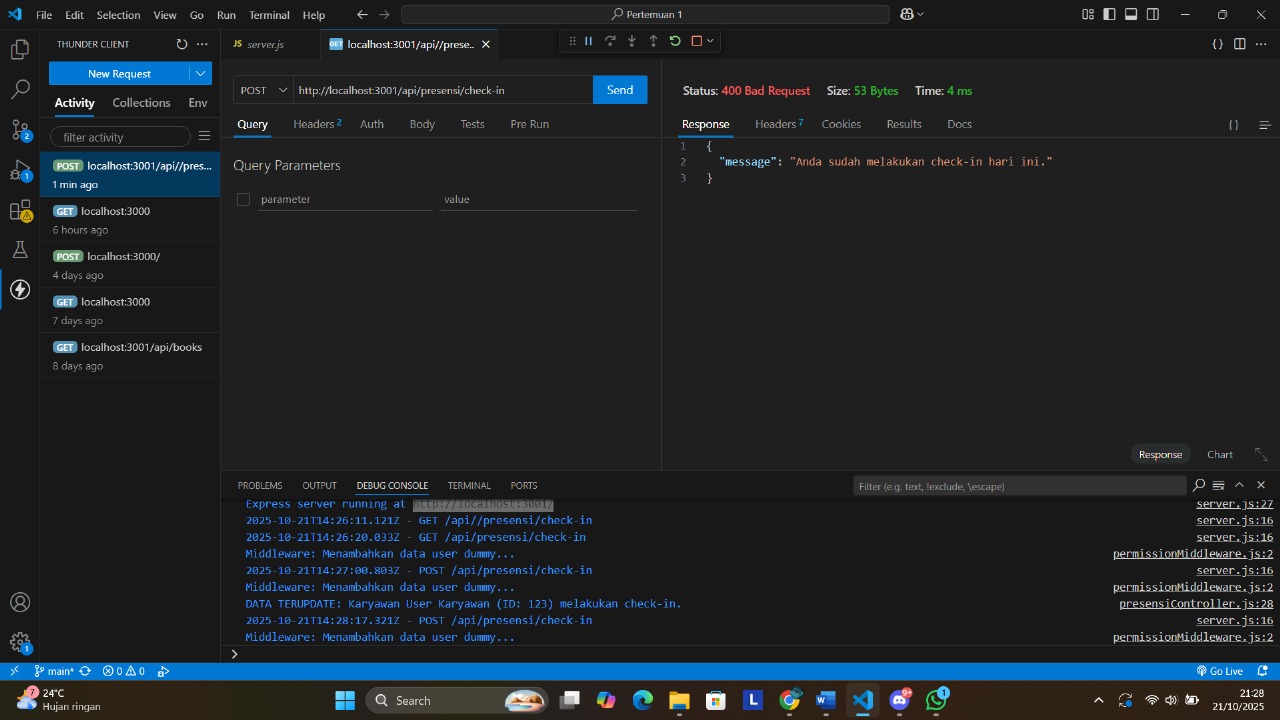 File Edit Selection View Go Run Terminal Help
Pertemuan 1
THUNDER CLIENT
New Request
Activity Collections Env
filter activity
POST localhost:3001/api//pres...
1 min ago
GET localhost:3000
6 hours ago
POST localhost:3000/
4 days ago
GET localhost:3000
7 days ago
GET localhost:3001/api/books
8 days ago
JS server.js
GET localhost:3001/api//prese..
POST http://localhost:3001/api/presensi/check-in Send
Query Headers 2 Auth Body Tests Pre Run
Query Parameters
parameter value
Status: 400 Bad Request Size: 53 Bytes Time: 4 ms
Response Headers 7 Cookies Results Docs
{ }
1 {
2 "message": "Anda sudah melakukan check-in hari ini."
3 }
Response Chart
PROBLEMS OUTPUT DEBUG CONSOLE TERMINAL PORTS
Filter (e.g. text, !exclude, \escape)
Express server running at http://localhost:3001/ server.js:27
2025-10-21T14:26:11.121Z - GET /api//presensi/check-in server.js:16
2025-10-21T14:26:20.033Z - GET /api/presensi/check-in server.js:16
Middleware: Menambahkan data user dummy... permissionMiddleware.js:2
2025-10-21T14:27:00.803Z - POST /api/presensi/check-in server.js:16
Middleware: Menambahkan data user dummy... permissionMiddleware.js:2
DATA TERUPDATE: Karyawan User Karyawan (ID: 123) melakukan check-in. presensiController.js:28
2025-10-21T14:28:17.321Z - POST /api/presensi/check-in server.js:16
Middleware: Menambahkan data user dummy... permissionMiddleware.js:2
main* 0 0 Go Live
24°C
Hujan ringan
Search
21:28
21/10/2025